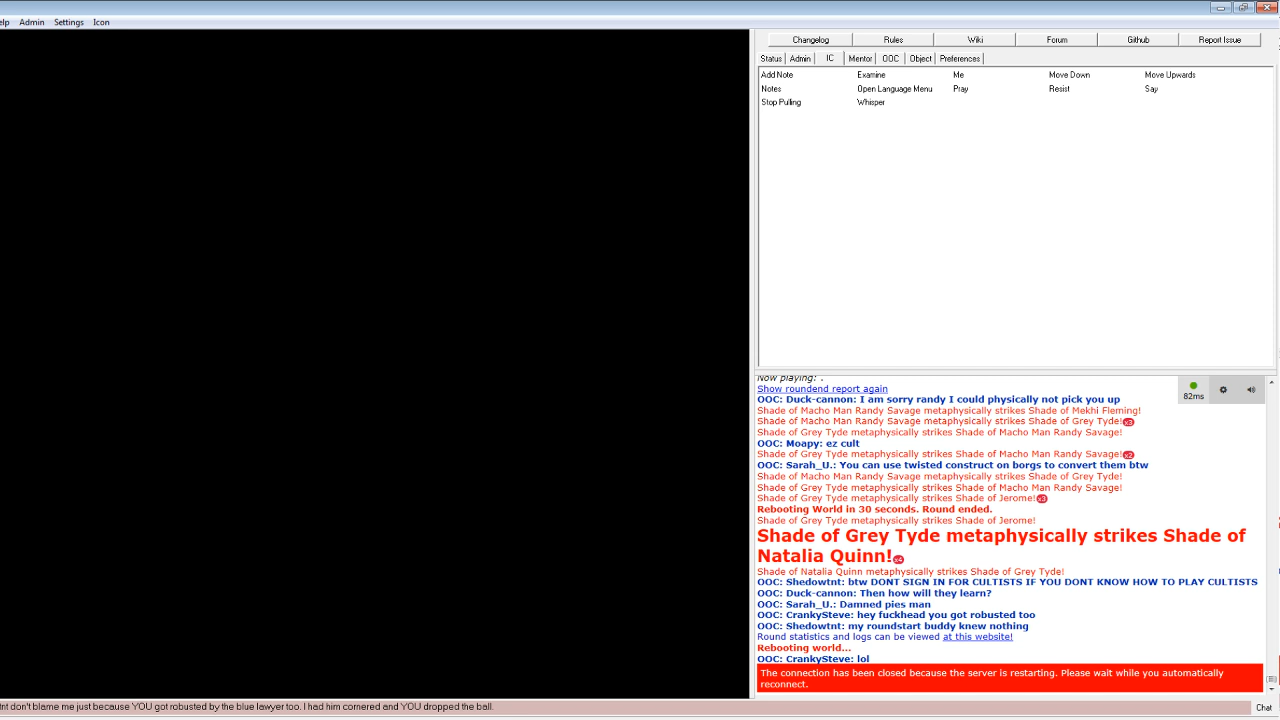 elp Admin Settings Icon
Changelog Rules Wiki Forum Github Report Issue
Status Admin IC Mentor OOC Object Preferences
Add Note Examine Me Move Down Move Upwards
Notes Open Language Menu Pray Resist Say
Stop Pulling Whisper
Now playing: .
Show roundend report again
OOC: Duck-cannon: I am sorry randy I could physically not pick you up
82ms
Shade of Macho Man Randy Savage metaphysically strikes Shade of Mekhi Fleming!
Shade of Macho Man Randy Savage metaphysically strikes Shade of Grey Tyde! x3
Shade of Grey Tyde metaphysically strikes Shade of Macho Man Randy Savage!
OOC: Moapy: ez cult
Shade of Grey Tyde metaphysically strikes Shade of Macho Man Randy Savage! x2
OOC: Sarah_U.: You can use twisted construct on borgs to convert them btw
Shade of Macho Man Randy Savage metaphysically strikes Shade of Grey Tyde!
Shade of Grey Tyde metaphysically strikes Shade of Macho Man Randy Savage!
Shade of Grey Tyde metaphysically strikes Shade of Jerome! x3
Rebooting World in 30 seconds. Round ended.
Shade of Grey Tyde metaphysically strikes Shade of Jerome!
Shade of Grey Tyde metaphysically strikes Shade of
Natalia Quinn! x4
Shade of Natalia Quinn metaphysically strikes Shade of Grey Tyde!
OOC: Shedowtnt: btw DONT SIGN IN FOR CULTISTS IF YOU DONT KNOW HOW TO PLAY CULTISTS
OOC: Duck-cannon: Then how will they learn?
OOC: Sarah_U.: Damned pies man
OOC: CrankySteve: hey fuckhead you got robusted too
OOC: Shedowtnt: my roundstart buddy knew nothing
Round statistics and logs can be viewed at this website!
Rebooting world...
OOC: CrankySteve: lol
The connection has been closed because the server is restarting. Please wait while you automatically
reconnect.
tnt don't blame me just because YOU got robusted by the blue lawyer too. I had him cornered and YOU dropped the ball.
Chat